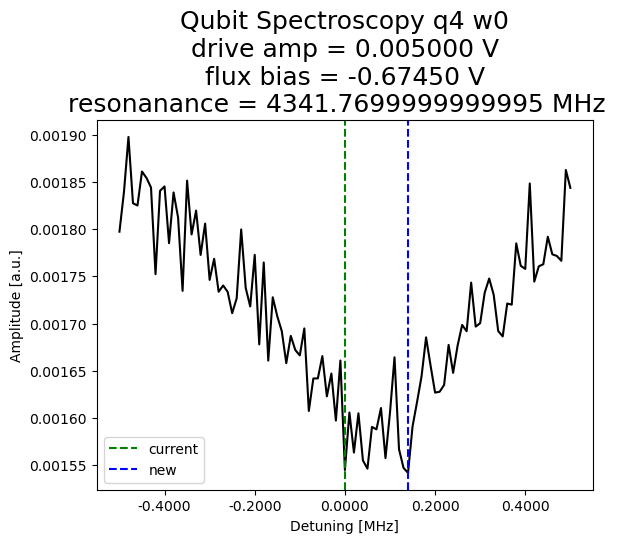 Qubit Spectroscopy q4 w0
drive amp = 0.005000 V
flux bias = -0.67450 V
resonanance = 4341.7699999999995 MHz
0.00190
0.00185
0.00180
0.00175
0.00170
0.00165
0.00160
0.00155
Amplitude [a.u.]
current
new
-0.4000 -0.2000 0.0000 0.2000 0.4000
Detuning [MHz]